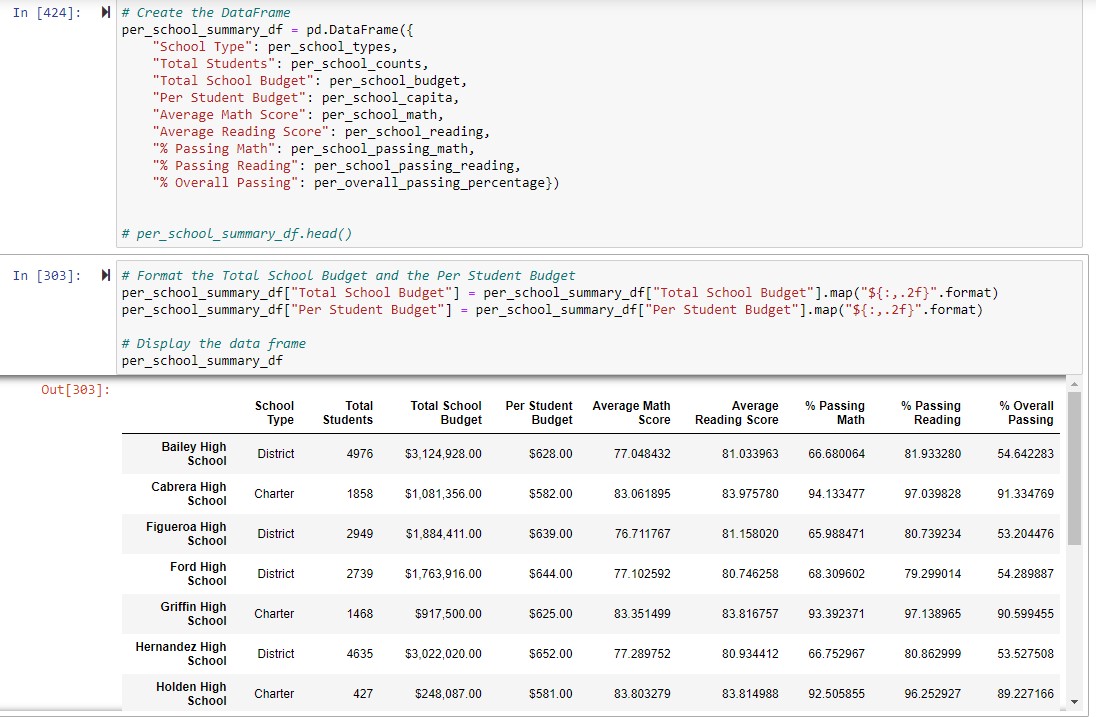 In [424]:
# Create the DataFrame
per_school_summary_df = pd.DataFrame({
"School Type": per_school_types,
"Total Students": per_school_counts,
"Total School Budget": per_school_budget,
"Per Student Budget": per_school_capita,
"Average Math Score": per_school_math,
"Average Reading Score": per_school_reading,
"% Passing Math": per_school_passing_math,
"% Passing Reading": per_school_passing_reading,
"% Overall Passing": per_overall_passing_percentage})
# per_school_summary_df.head()
In [303]:
# Format the Total School Budget and the Per Student Budget
per_school_summary_df["Total School Budget"] = per_school_summary_df["Total School Budget"].map("${:,.2f}".format)
per_school_summary_df["Per Student Budget"] = per_school_summary_df["Per Student Budget"].map("${:,.2f}".format)
# Display the data frame
per_school_summary_df
Out[303]:
School Total Total School Per Student Average Math Average % Passing % Passing % Overall
Type Students Budget Budget Score Reading Score Math Reading Passing
Bailey High
School District 4976 $3,124,928.00 $628.00 77.048432 81.033963 66.680064 81.933280 54.642283
Cabrera High
School Charter 1858 $1,081,356.00 $582.00 83.061895 83.975780 94.133477 97.039828 91.334769
Figueroa High
School District 2949 $1,884,411.00 $639.00 76.711767 81.158020 65.988471 80.739234 53.204476
Ford High
School District 2739 $1,763,916.00 $644.00 77.102592 80.746258 68.309602 79.299014 54.289887
Griffin High
School Charter 1468 $917,500.00 $625.00 83.351499 83.816757 93.392371 97.138965 90.599455
Hernandez High
School District 4635 $3,022,020.00 $652.00 77.289752 80.934412 66.752967 80.862999 53.527508
Holden High
School Charter 427 $248,087.00 $581.00 83.803279 83.814988 92.505855 96.252927 89.227166